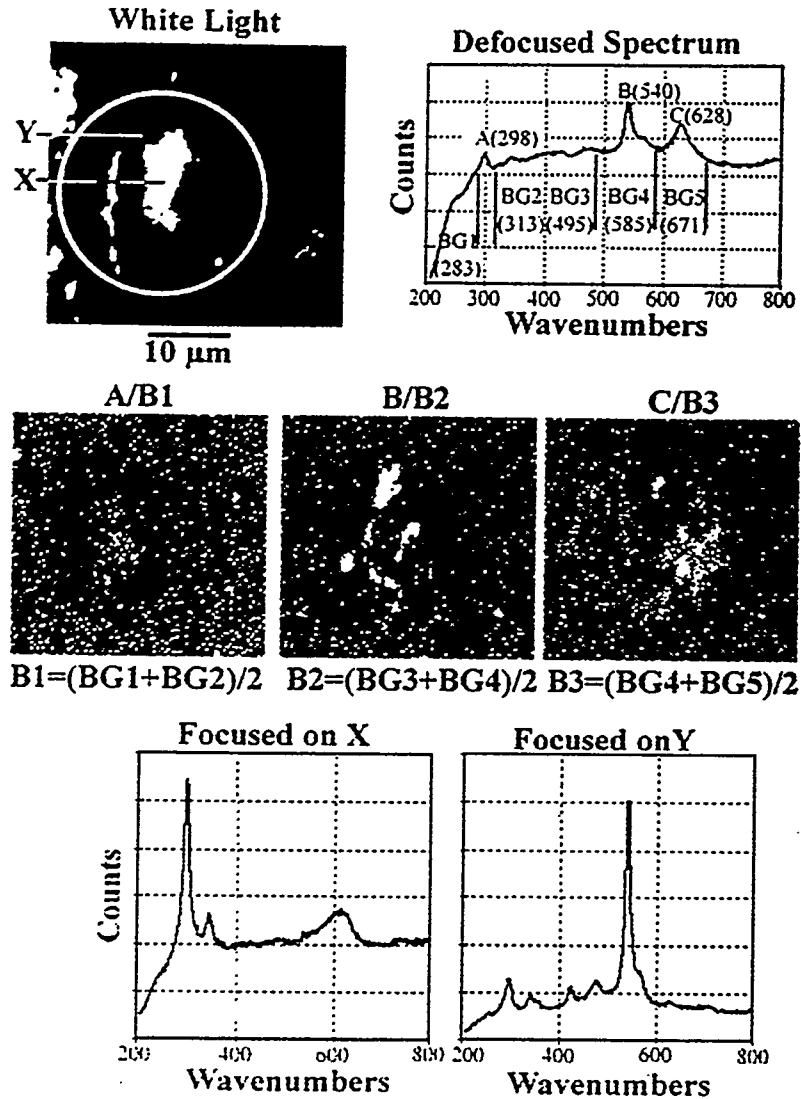 White Light
Y
X
10 µm
Defocused Spectrum
Counts
A(298)
B(540)
C(628)
BG1
(283)
BG2
(313)
BG3
(495)
BG4
(585)
BG5
(671)
200 300 400 500 600 700 800
Wavenumbers
A/B1
B/B2
C/B3
B1=(BG1+BG2)/2
B2=(BG3+BG4)/2
B3=(BG4+BG5)/2
Focused on X
Counts
200 400 600 800
Wavenumbers
Focused onY
200 400 600 800
Wavenumbers